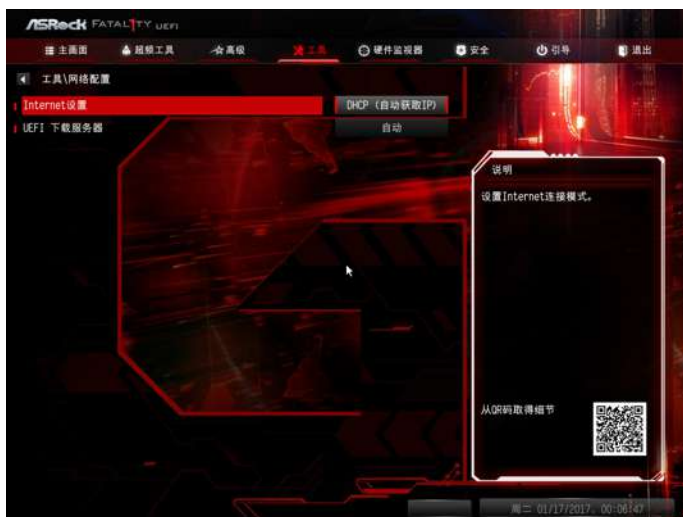 ASRock FATAL1TY UEFI
主画面 超频工具 高级 工具 硬件监视器 安全 引导 退出
工具\网络配置
Internet设置 DHCP (自动获取IP)
UEFI 下载服务器 自动
说明
设置Internet连接模式。
从QR码取得细节
周二 01/17/2017. 00:06:47